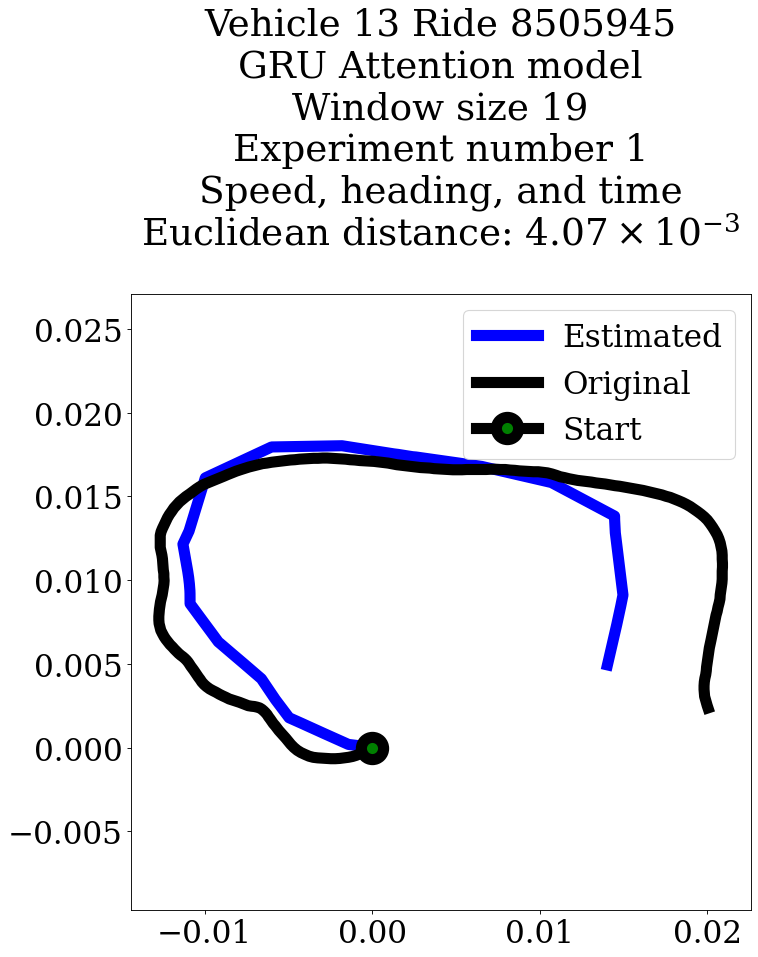 Vehicle 13 Ride 8505945
GRU Attention model
Window size 19
Experiment number 1
Speed, heading, and time
Euclidean distance: 4.07 × 10⁻³
Estimated
Original
Start
0.025
0.020
0.015
0.010
0.005
0.000
−0.005
−0.01 0.00 0.01 0.02